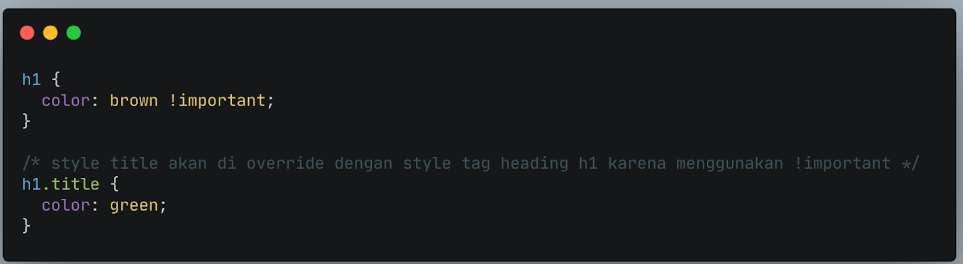 h1 {
  color: brown !important;
}
/* style title akan di override dengan style tag heading h1 karena menggunakan !important */
h1.title {
  color: green;
}